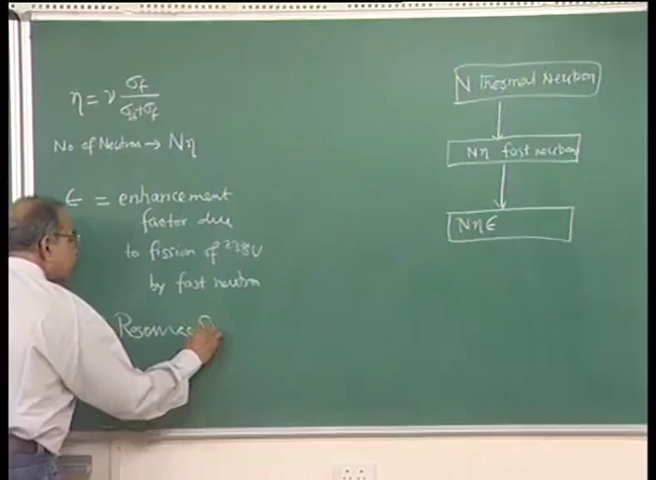 η = ν σf / σa+σf
No of Neutron → Nη
ϵ = enhancement
factor due
to fission of ²³⁸U
by fast neutron
N Thermal Neutron
Nη fast neutron
Nηϵ